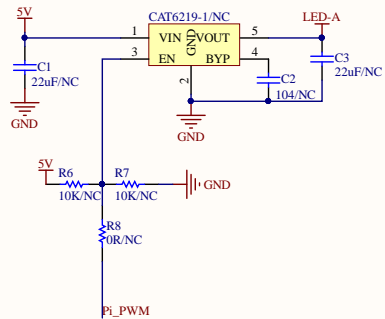 5V
CAT6219-1/NC
LED-A
1
VIN
GND
VOUT
5
3
EN
BYP
4
2
C1
22uF/NC
GND
C2
104/NC
C3
22uF/NC
GND
5V
R6
10K/NC
R7
10K/NC
GND
R8
0R/NC
Pi_PWM